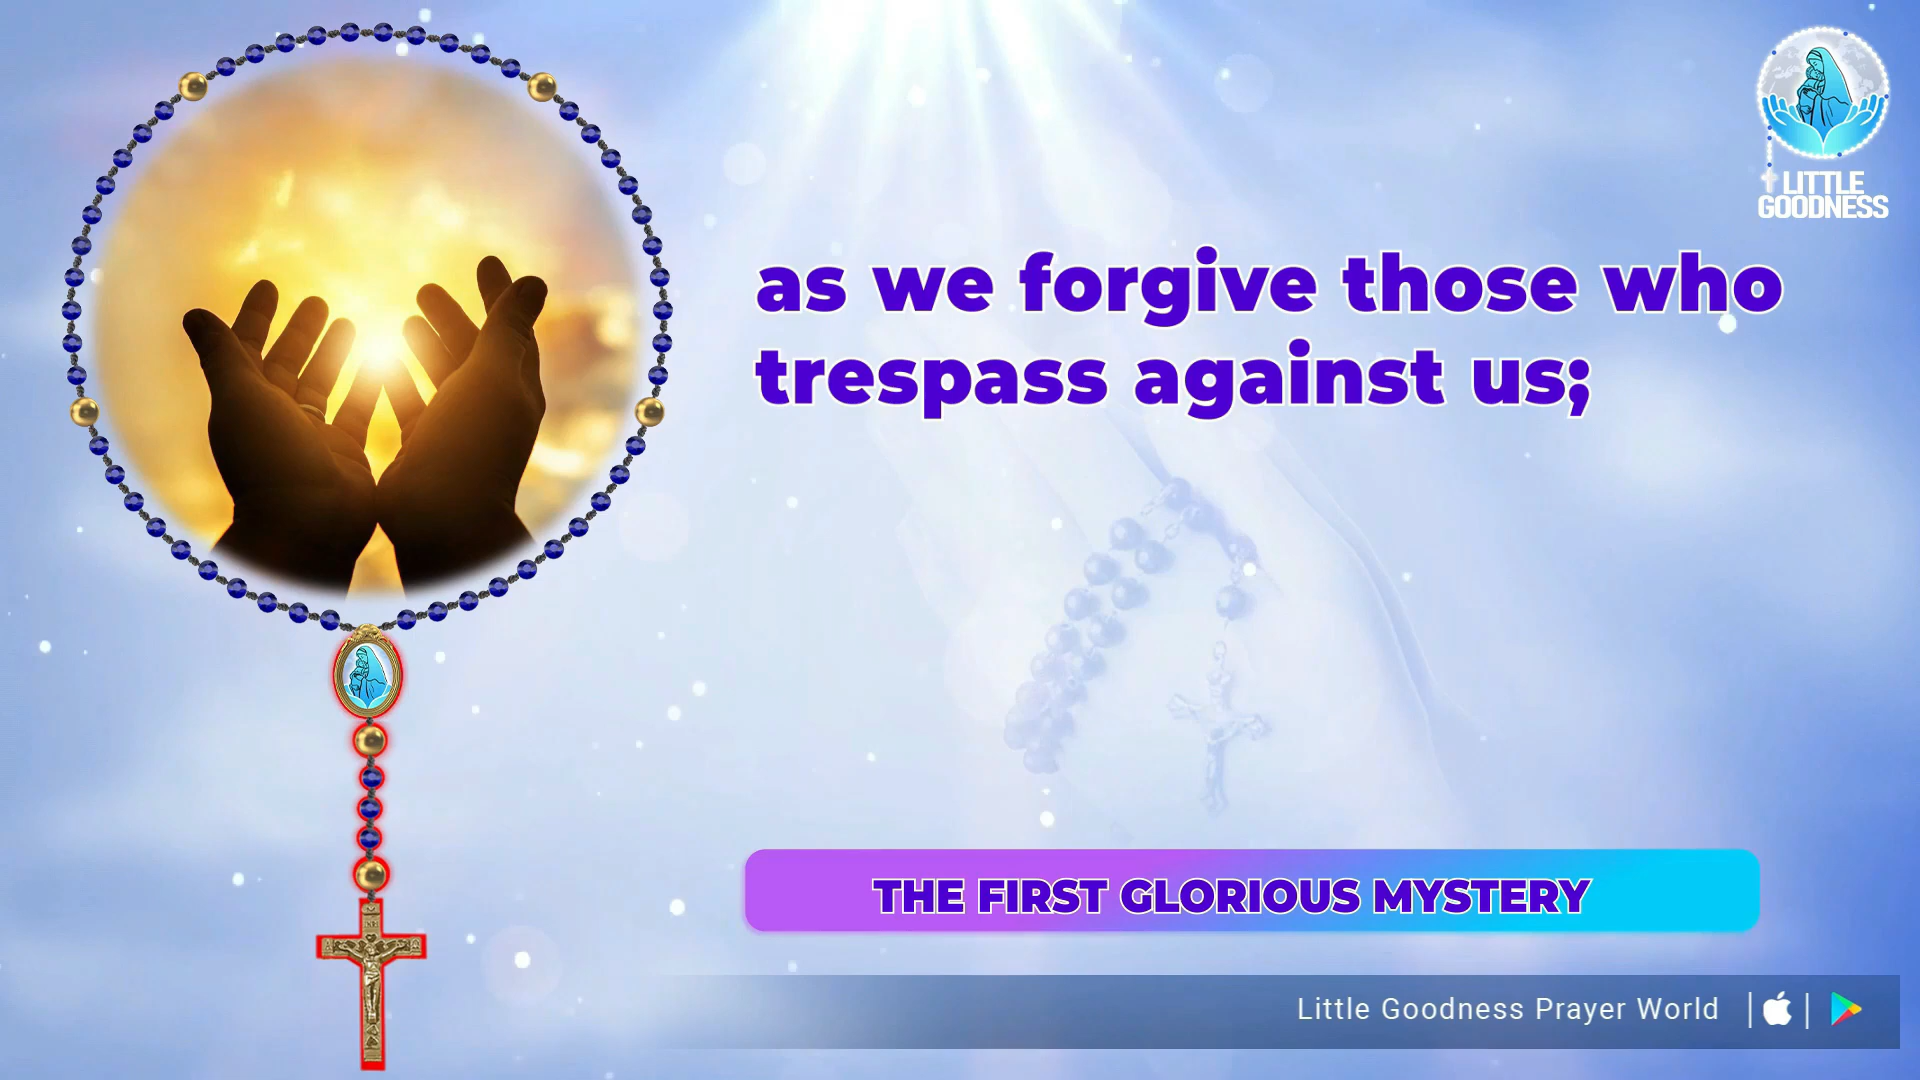 LITTLE
GOODNESS
as we forgive those who
trespass against us;
THE FIRST GLORIOUS MYSTERY
Little Goodness Prayer World